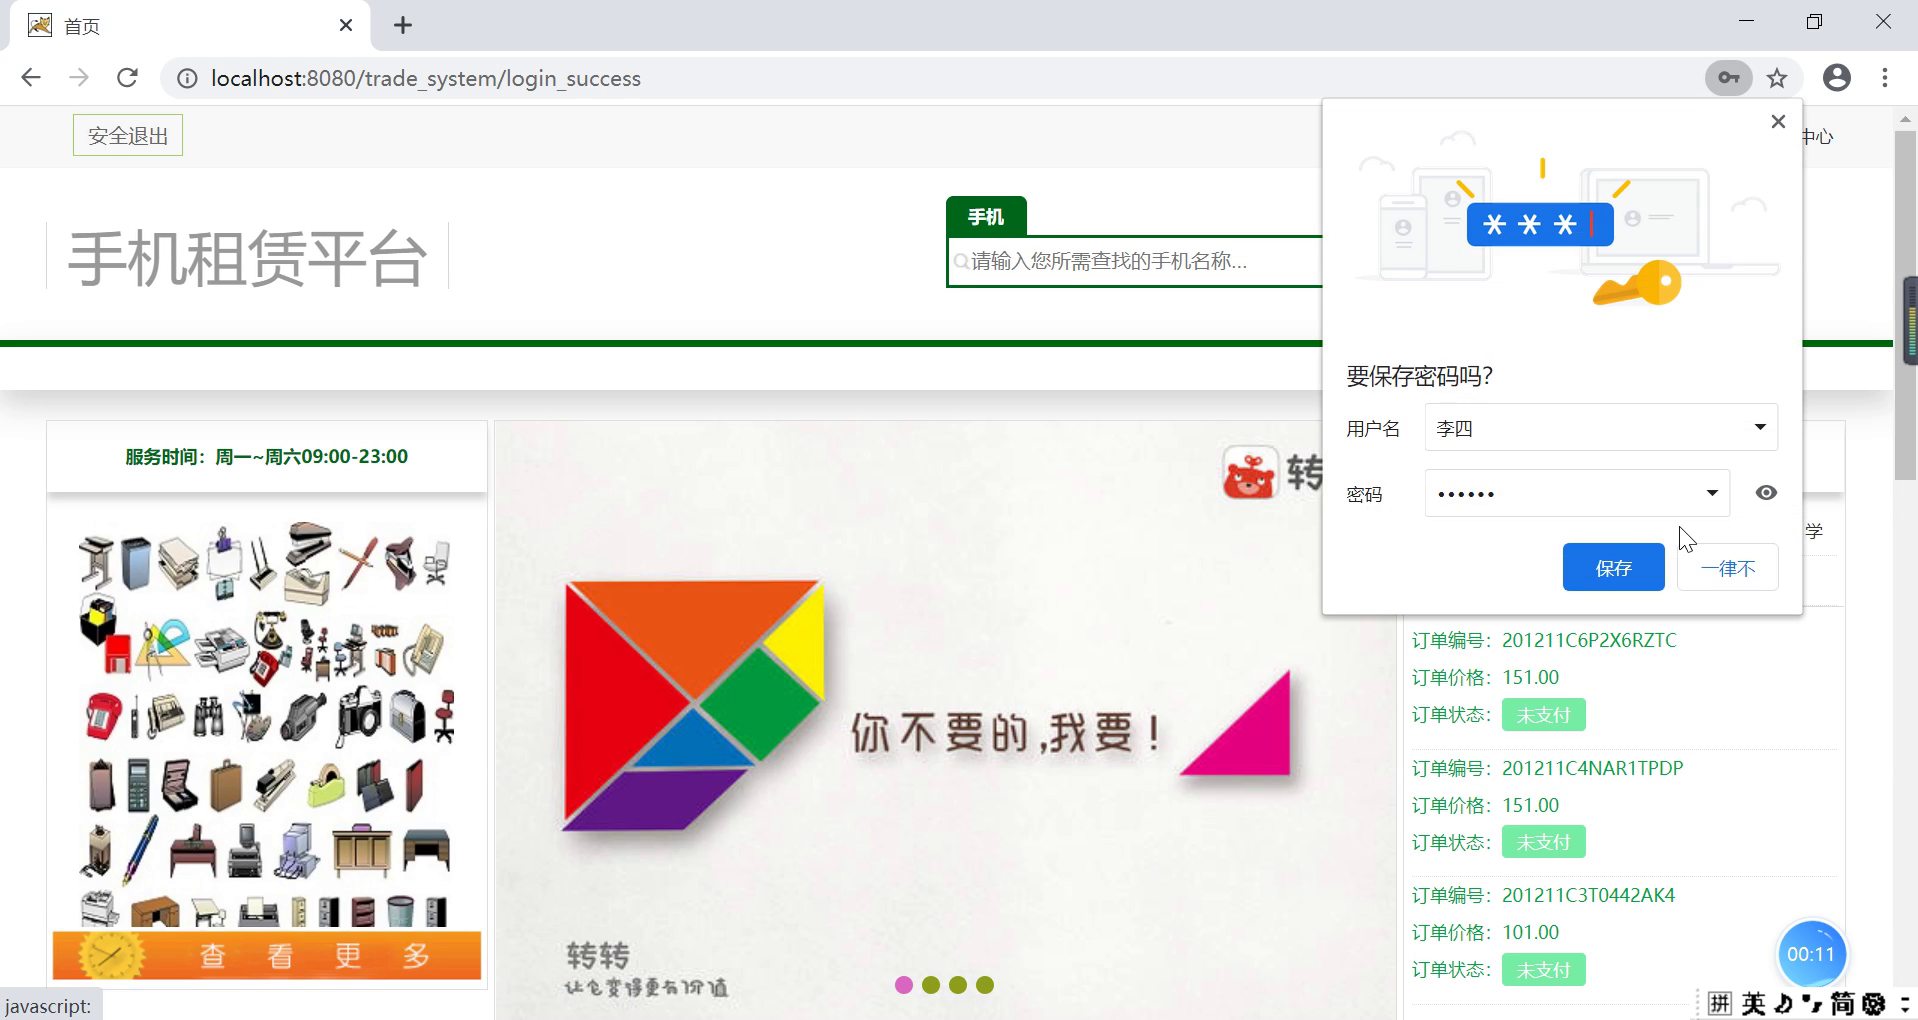 首页
localhost:8080/trade_system/login_success
安全退出
中心
手机租赁平台
手机
请输入您所需查找的手机名称...
* * *
要保存密码吗?
用户名
李四
密码
••••••
保存
一律不
服务时间：周一~周六09:00-23:00
转
学
你不要的,我要!
订单编号：201211C6P2X6RZTC
订单价格：151.00
订单状态：未支付
订单编号：201211C4NAR1TPDP
订单价格：151.00
订单状态：未支付
订单编号：201211C3T0442AK4
订单价格：101.00
订单状态：未支付
查看更多
转转
让它变得更有价值
00:11
javascript:
拼 英 简